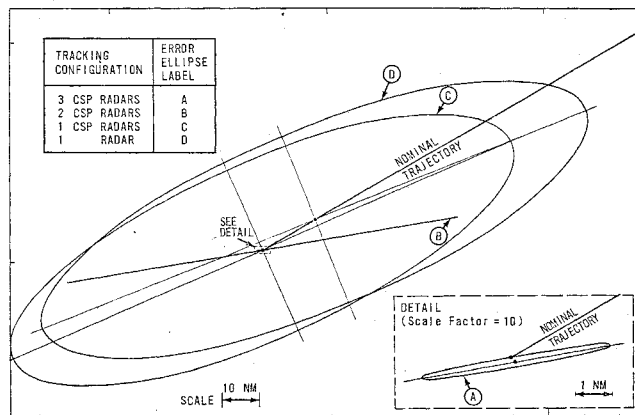 TRACKING CONFIGURATION
ERROR ELLIPSE LABEL
3 CSP RADARS A
2 CSP RADARS B
1 CSP RADARS C
1 RADAR D
D
C
NOMINAL
TRAJECTORY
SEE
DETAIL
B
DETAIL
(Scale Factor = 10)
NOMINAL
TRAJECTORY
A
1 NM
10 NM
SCALE